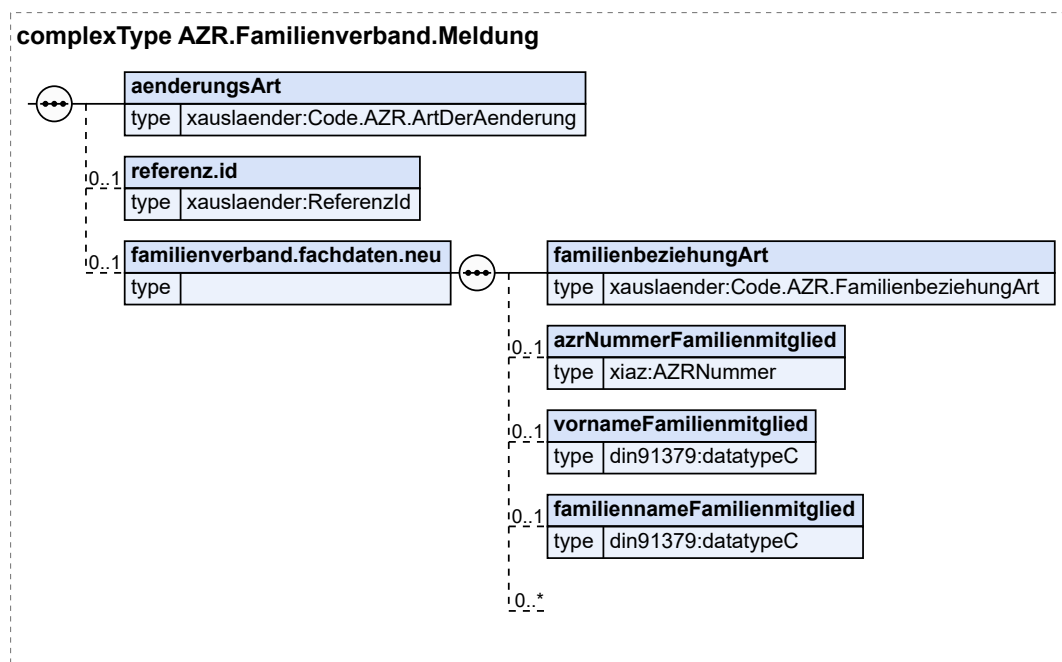 complexType AZR.Familienverband.Meldung
aenderungsArt
type xauslaender:Code.AZR.ArtDerAenderung
0..1 referenz.id
type xauslaender:ReferenzId
0..1 familienverband.fachdaten.neu
type
familienbeziehungArt
type xauslaender:Code.AZR.FamilienbeziehungArt
0..1 azrNummerFamilienmitglied
type xiaz:AZRNummer
0..1 vornameFamilienmitglied
type din91379:datatypeC
0..1 familiennameFamilienmitglied
type din91379:datatypeC
0..*